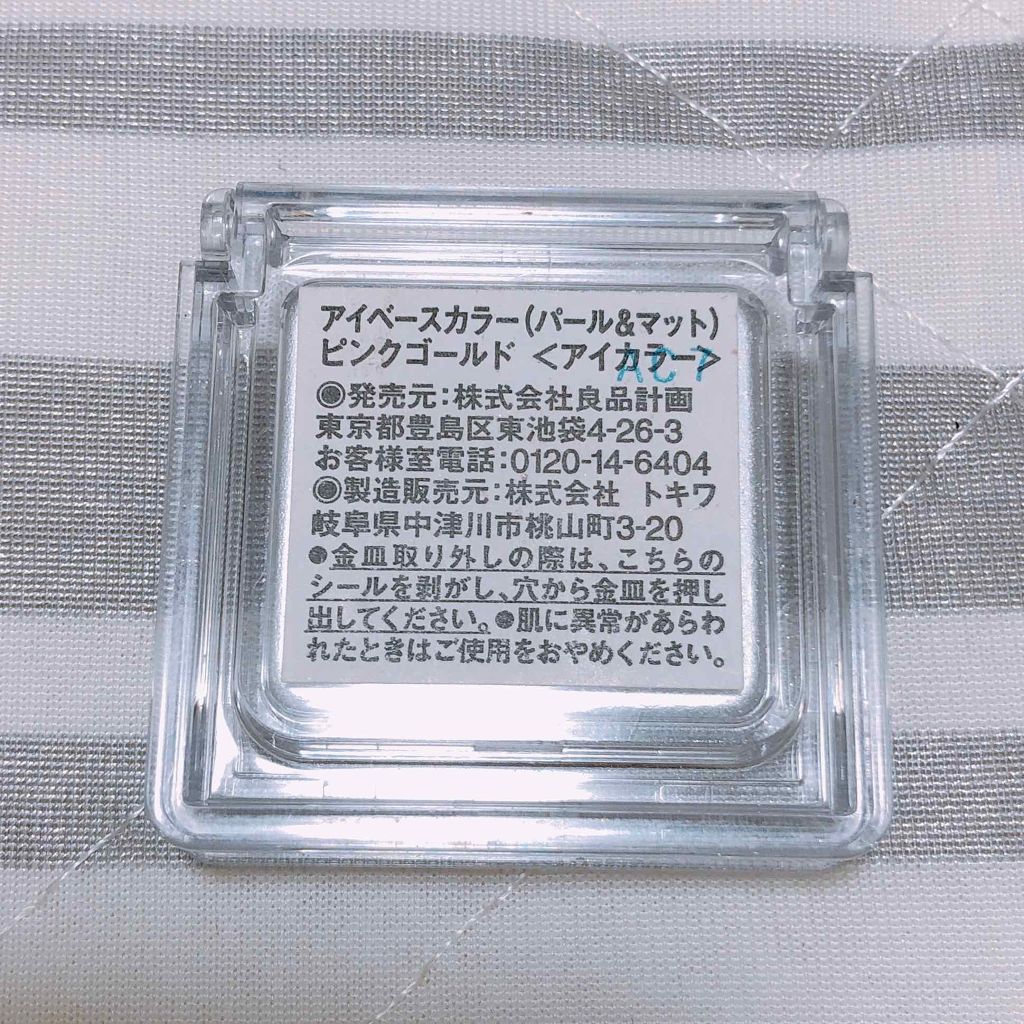 アイベースカラー(パール&マット)
ピンクゴールド <アイカラー>
AC7
◉発売元:株式会社良品計画
東京都豊島区東池袋4-26-3
お客様室電話:0120-14-6404
◉製造販売元:株式会社 トキワ
岐阜県中津川市桃山町3-20
●金皿取り外しの際は、こちらの
シールを剥がし、穴から金皿を押し
出してください。●肌に異常があらわ
れたときはご使用をおやめください。